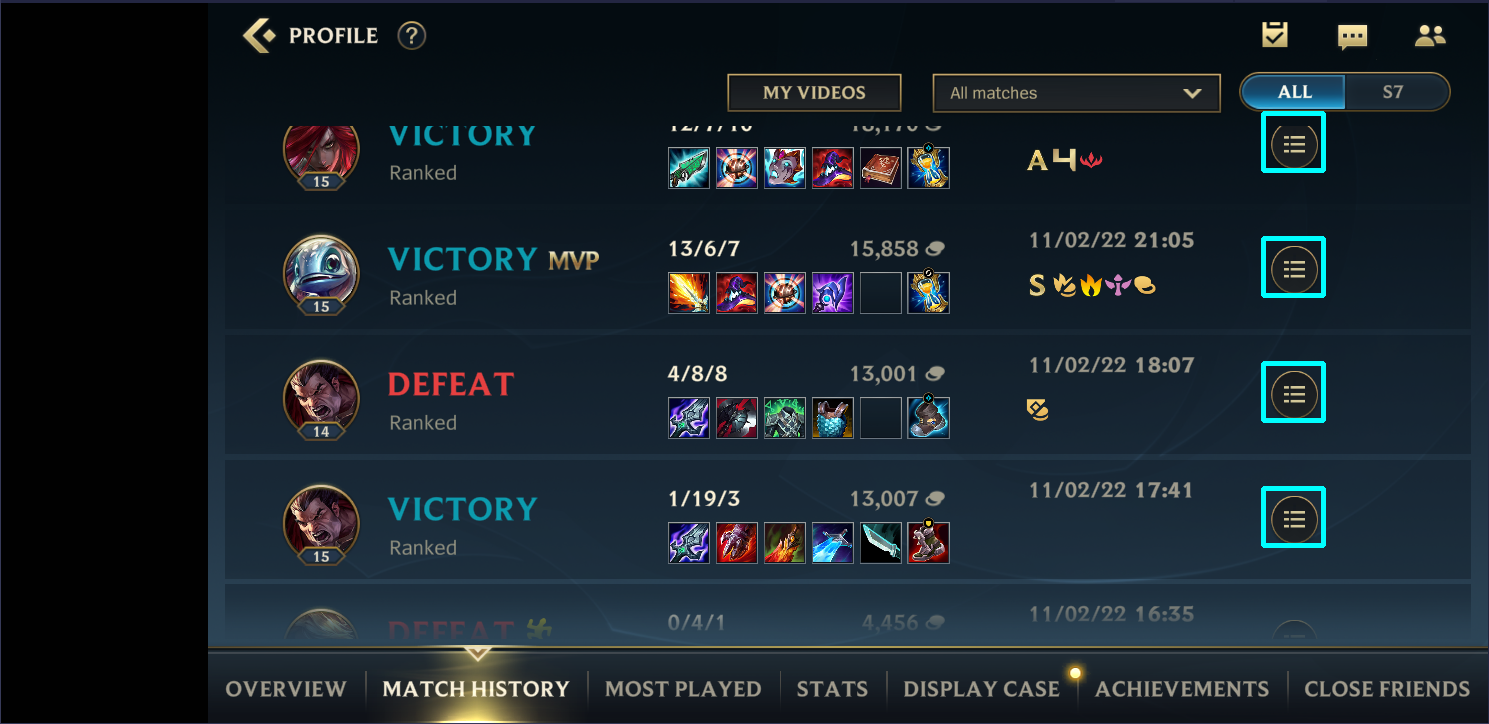 PROFILE ?
MY VIDEOS All matches ALL S7
VICTORY
Ranked
15
A4
VICTORY MVP
Ranked
15
13/6/7 15,858
11/02/22 21:05
S
DEFEAT
Ranked
14
4/8/8 13,001
11/02/22 18:07
VICTORY
Ranked
15
1/19/3 13,007
11/02/22 17:41
DEFEAT
0/4/1 4,456
11/02/22 16:35
OVERVIEW MATCH HISTORY MOST PLAYED STATS DISPLAY CASE ACHIEVEMENTS CLOSE FRIENDS